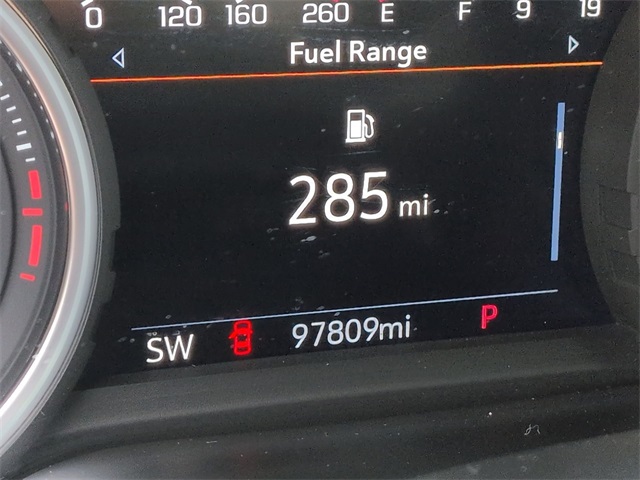 0 120 160 260 E F 9 19
Fuel Range
285 mi
SW 97809mi P